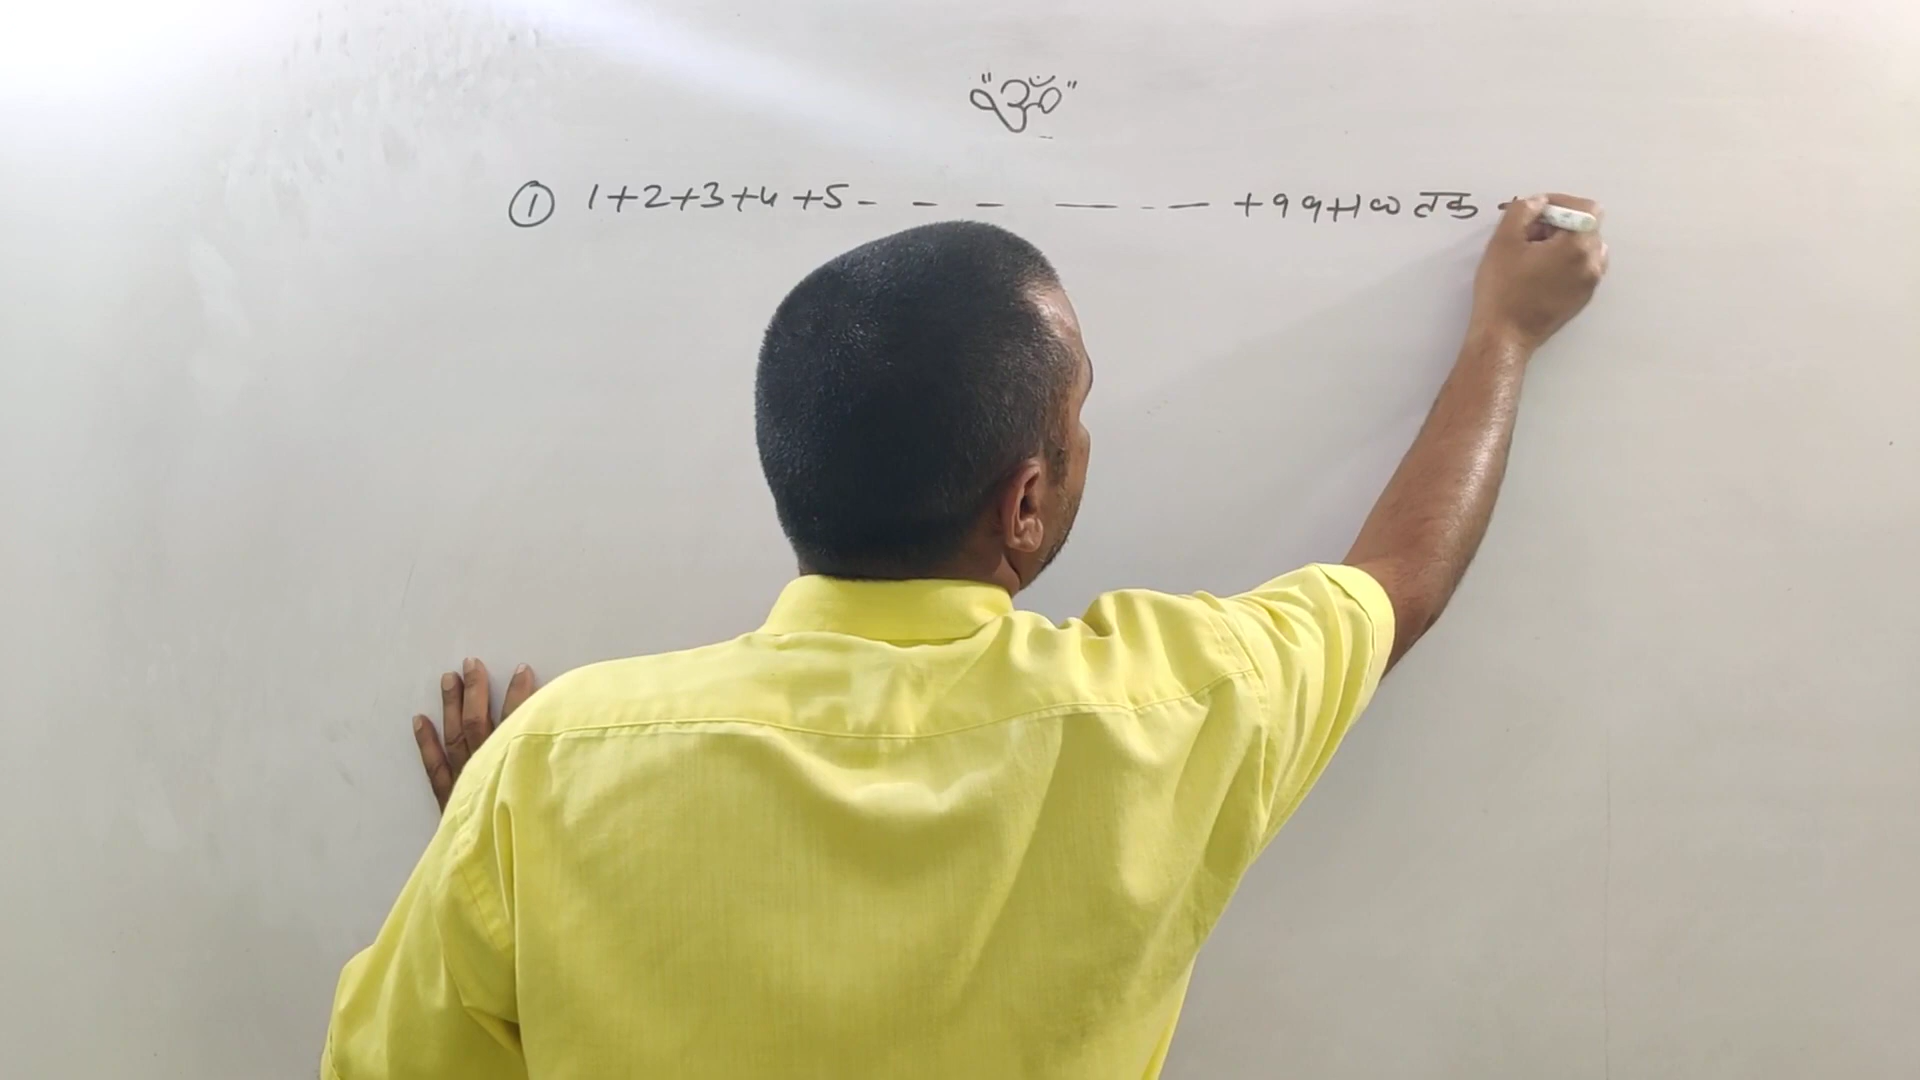 "ॐ"
① 1+2+3+4+5- - - — - — +99+100 तक